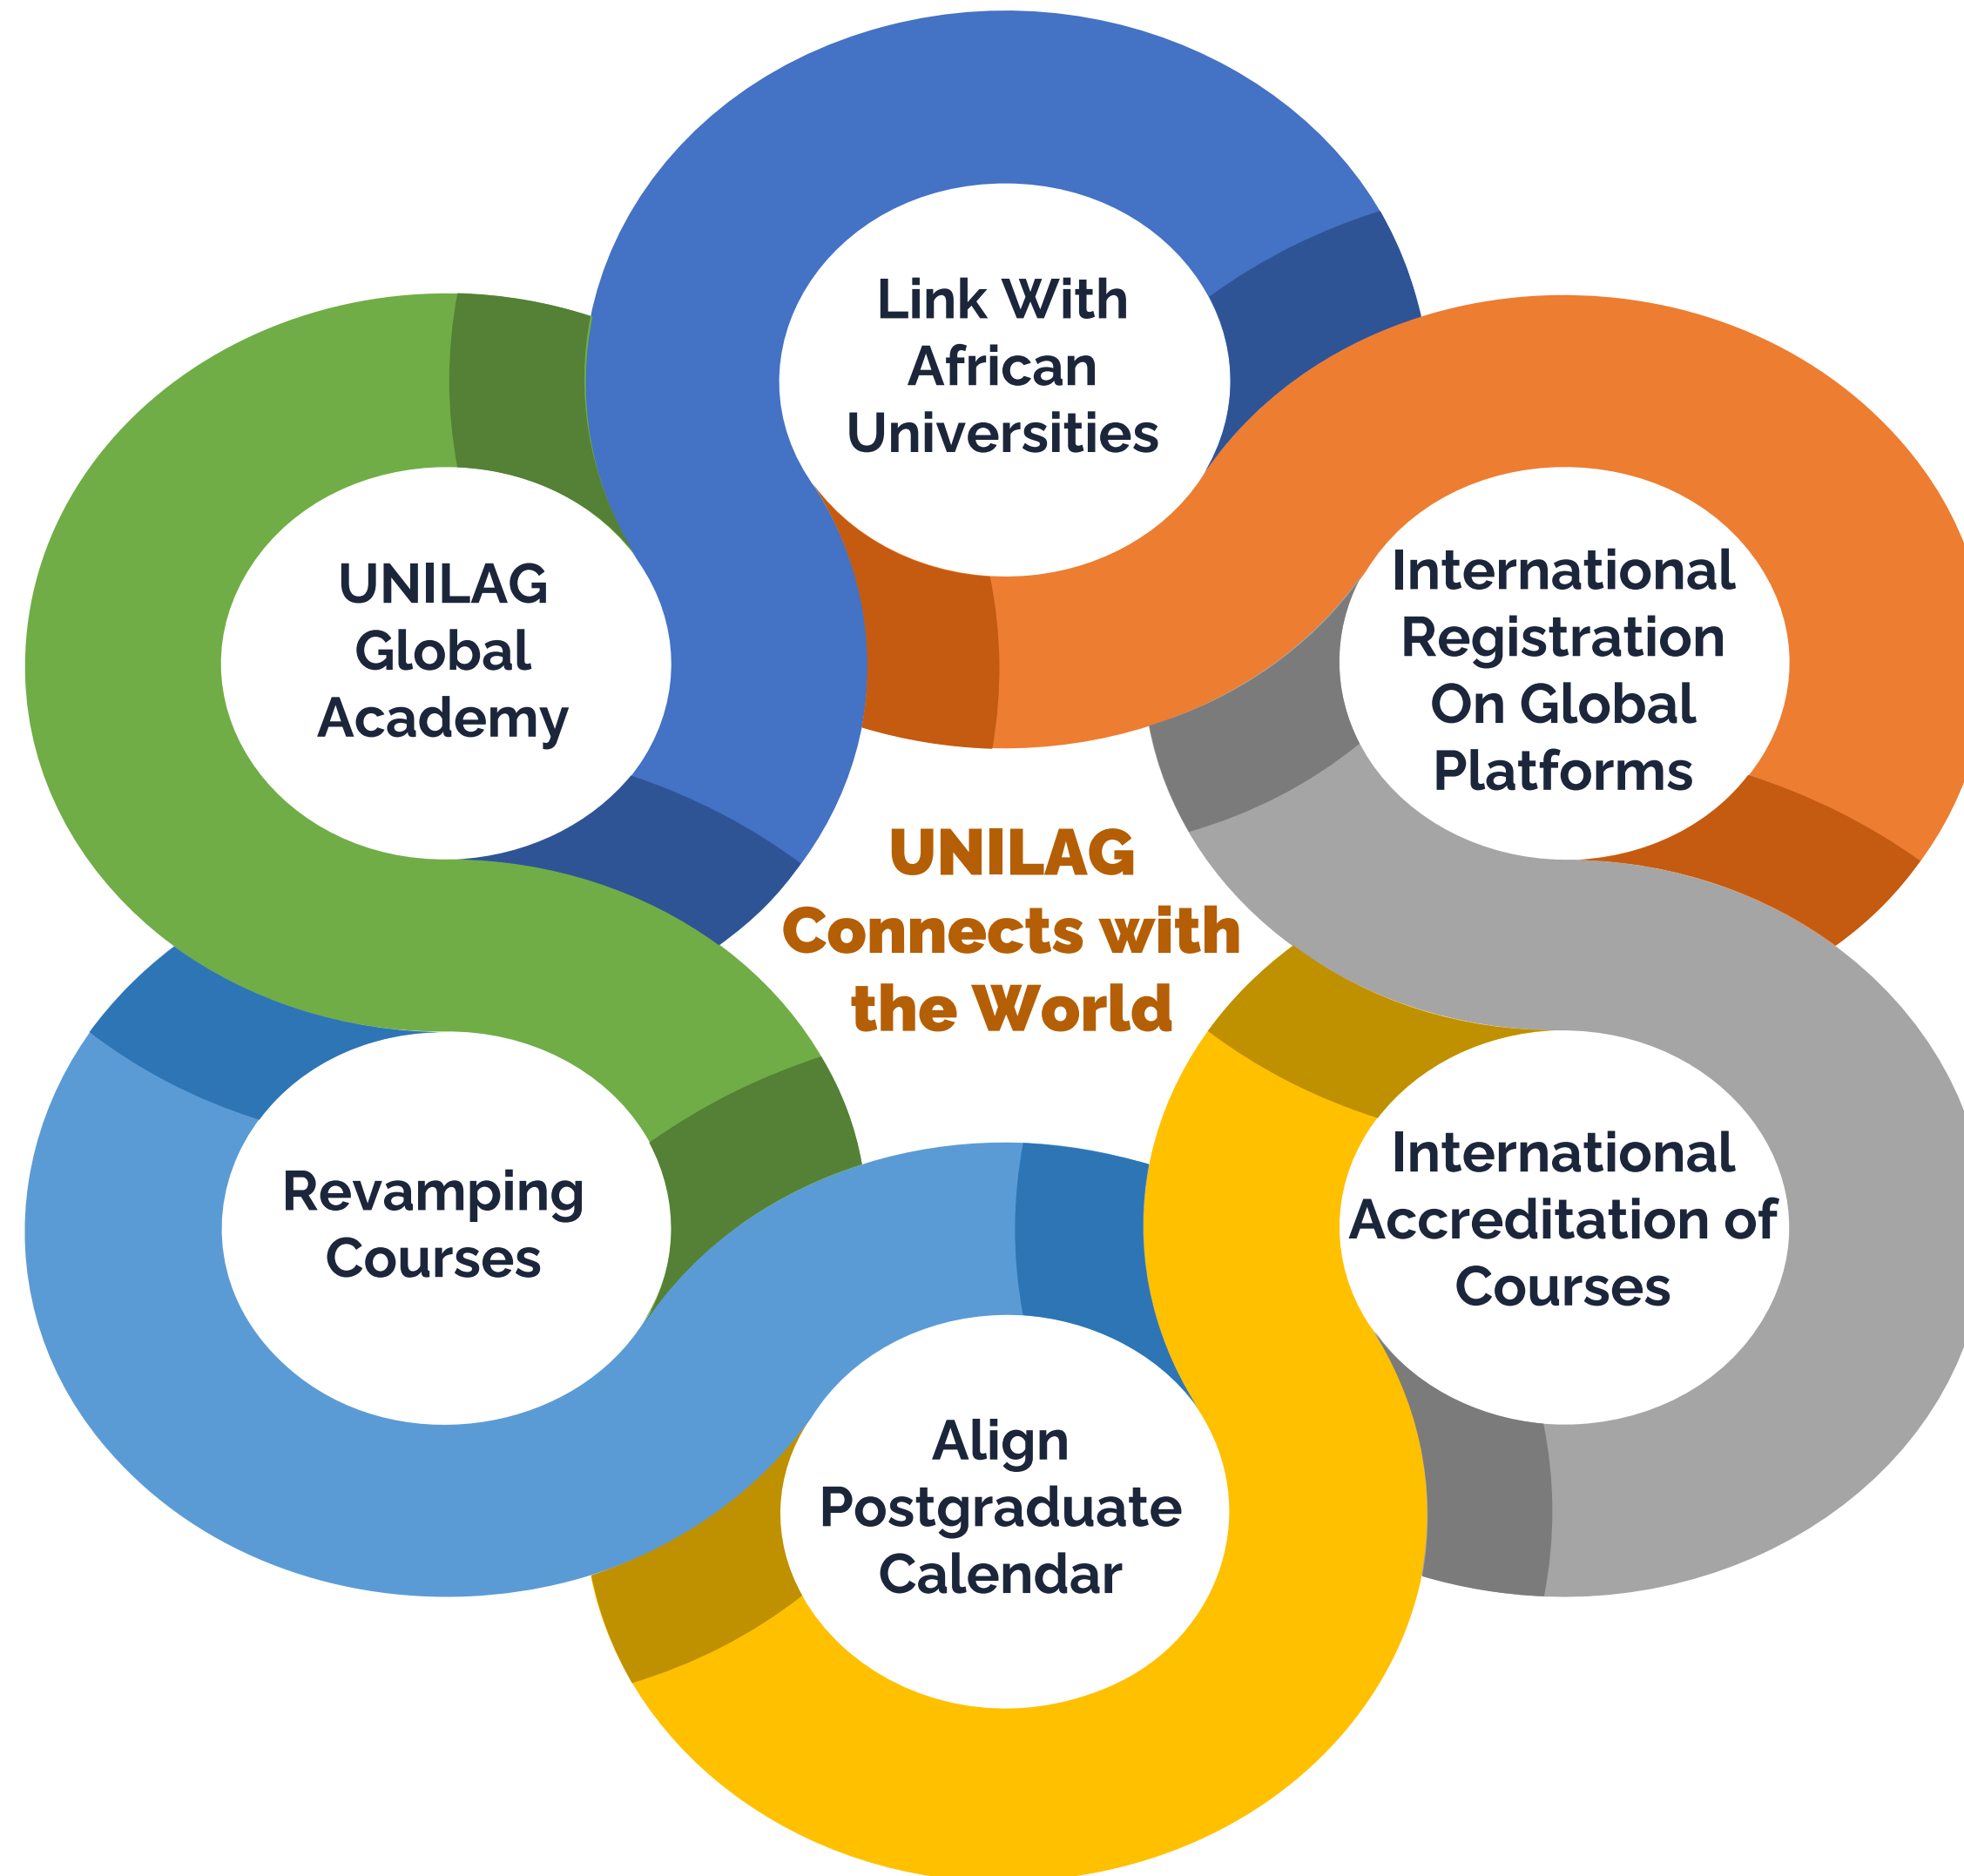 Link With
African
Universities
International
Registration
On Global
Platforms
International
Accreditation of
Courses
Align
Postgraduate
Calendar
Revamping
Courses
UNILAG
Global
Academy
UNILAG
Connects with
the World